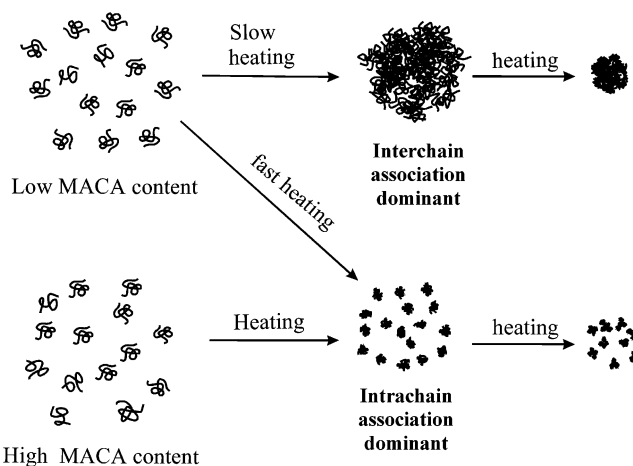 Slow
heating
heating
Interchain
association
dominant
Low MACA content
fast heating
Heating
heating
Intrachain
association
dominant
High MACA content